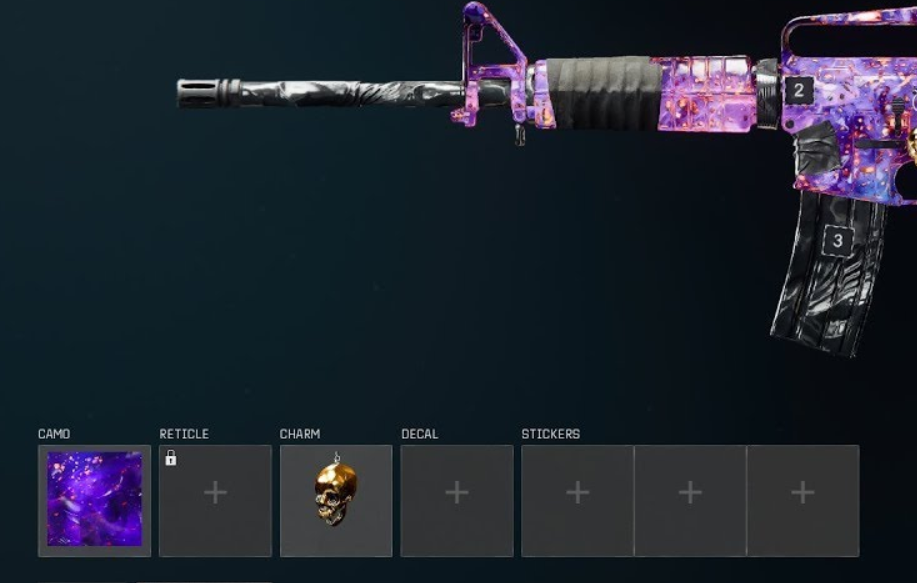 2
3
CAMO
RETICLE
CHARM
DECAL
STICKERS